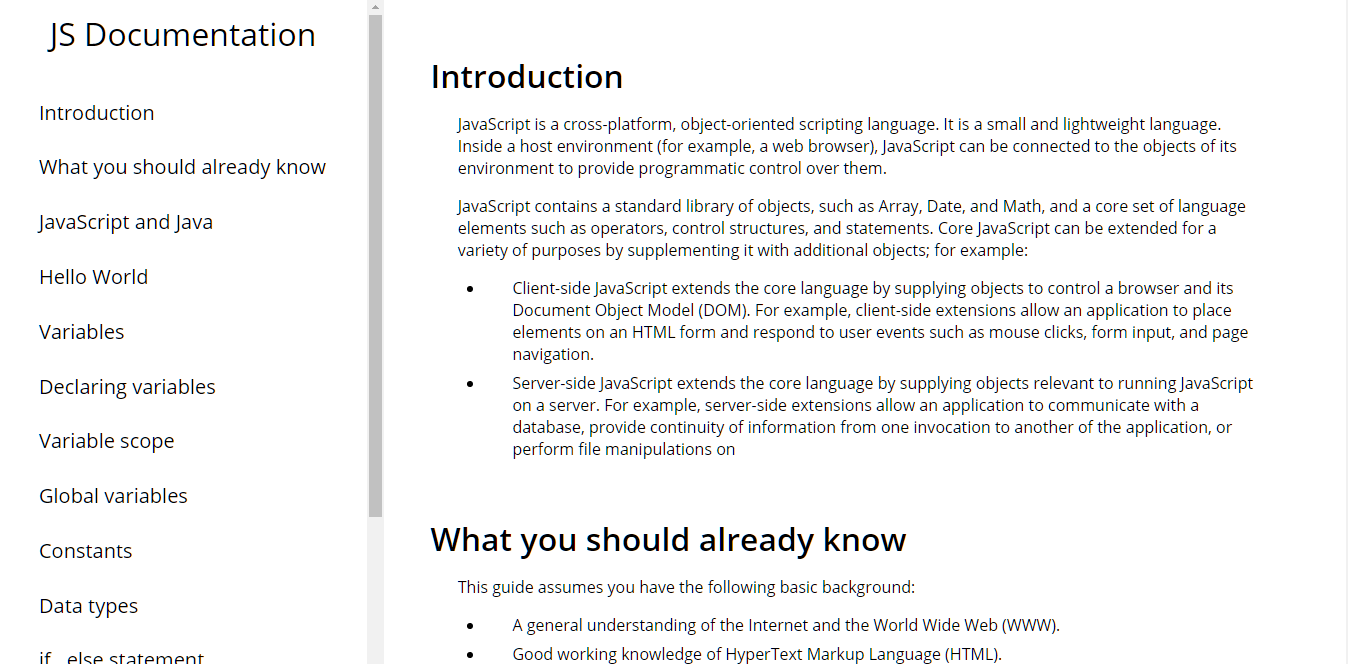 JS Documentation
Introduction
What you should already know
JavaScript and Java
Hello World
Variables
Declaring variables
Variable scope
Global variables
Constants
Data types
if...else statement
Introduction
JavaScript is a cross-platform, object-oriented scripting language. It is a small and lightweight language.
Inside a host environment (for example, a web browser), JavaScript can be connected to the objects of its
environment to provide programmatic control over them.
JavaScript contains a standard library of objects, such as Array, Date, and Math, and a core set of language
elements such as operators, control structures, and statements. Core JavaScript can be extended for a
variety of purposes by supplementing it with additional objects; for example:
• Client-side JavaScript extends the core language by supplying objects to control a browser and its
Document Object Model (DOM). For example, client-side extensions allow an application to place
elements on an HTML form and respond to user events such as mouse clicks, form input, and page
navigation.
• Server-side JavaScript extends the core language by supplying objects relevant to running JavaScript
on a server. For example, server-side extensions allow an application to communicate with a
database, provide continuity of information from one invocation to another of the application, or
perform file manipulations on
What you should already know
This guide assumes you have the following basic background:
• A general understanding of the Internet and the World Wide Web (WWW).
• Good working knowledge of HyperText Markup Language (HTML).